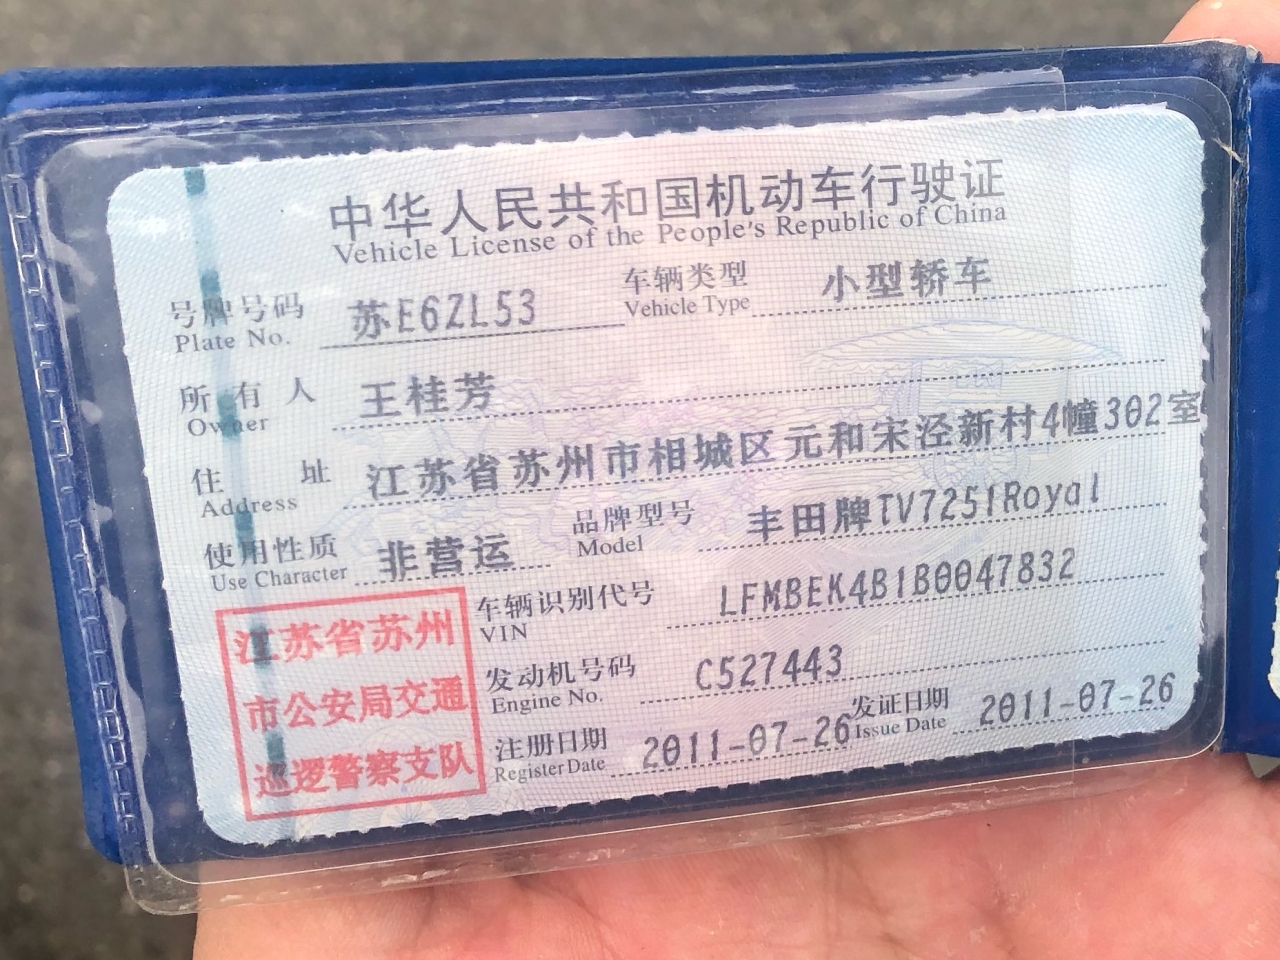 中华人民共和国机动车行驶证
Vehicle License of the People's Republic of China
号牌号码 苏E6ZL53 车辆类型 小型轿车
Plate No. Vehicle Type
所有人 王桂芳
Owner
住址 江苏省苏州市相城区元和宋泾新村4幢302室
Address
使用性质 非营运 品牌型号 丰田牌TV7251Royal
Use Character Model
江苏省苏州
市公安局交通
巡逻警察支队
车辆识别代号 LFMBEK4B1B0047832
VIN
发动机号码 C527443
Engine No.
注册日期 2011-07-26 发证日期 2011-07-26
Register Date Issue Date